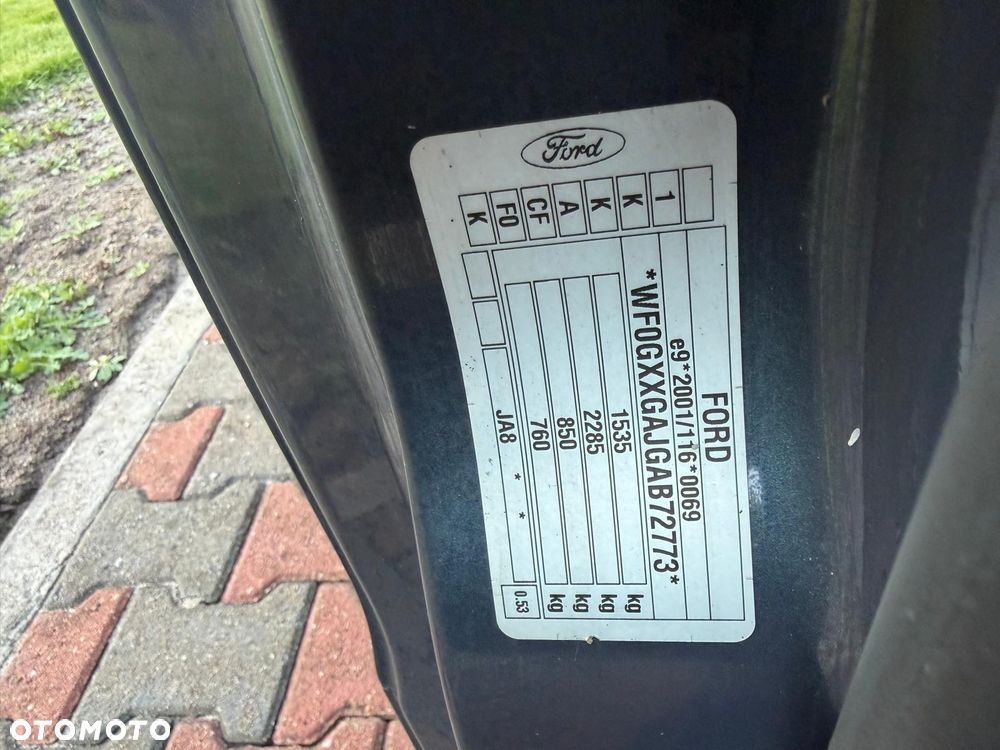 Ford
FORD
e9*2001/116*0069
*WF0GXXGAJGAB72773*
1535 kg
2285 kg
850 kg
760 kg
JA8 * * 0.53
1
K
K
A
CF
F0
K
OTOMOTO